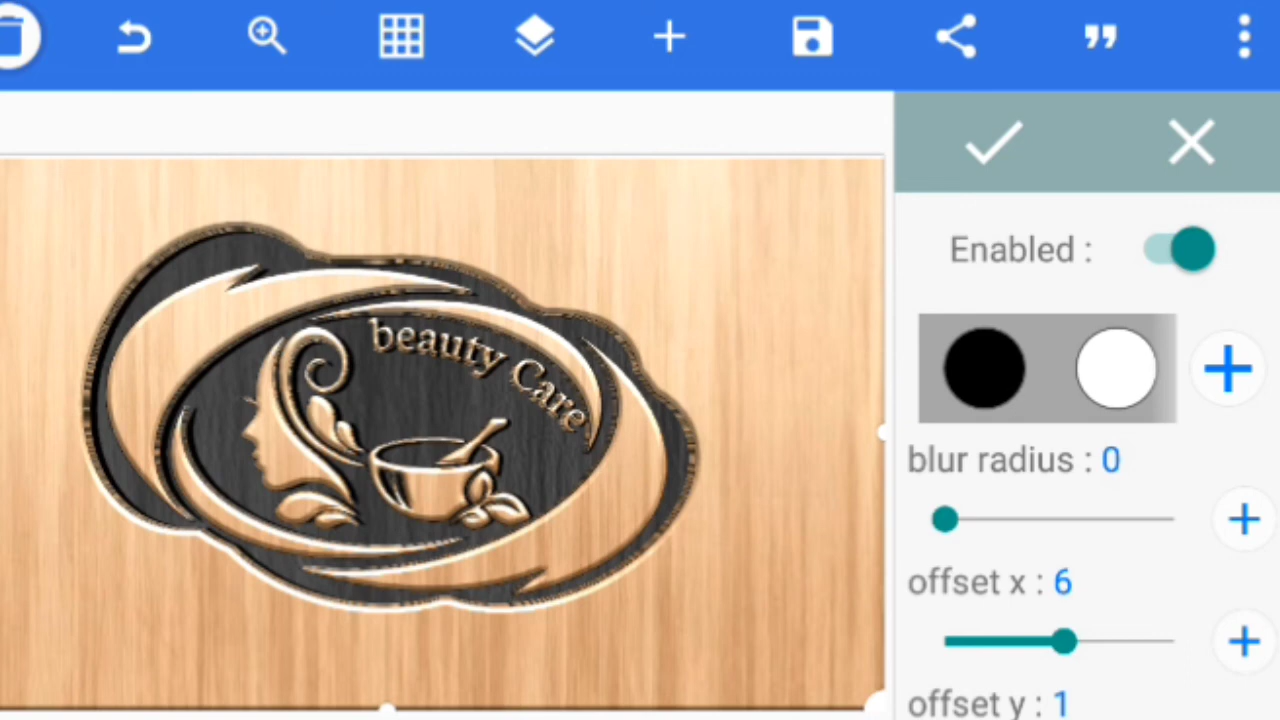 Enabled :
beauty Care
blur radius : 0
offset x : 6
offset y : 1